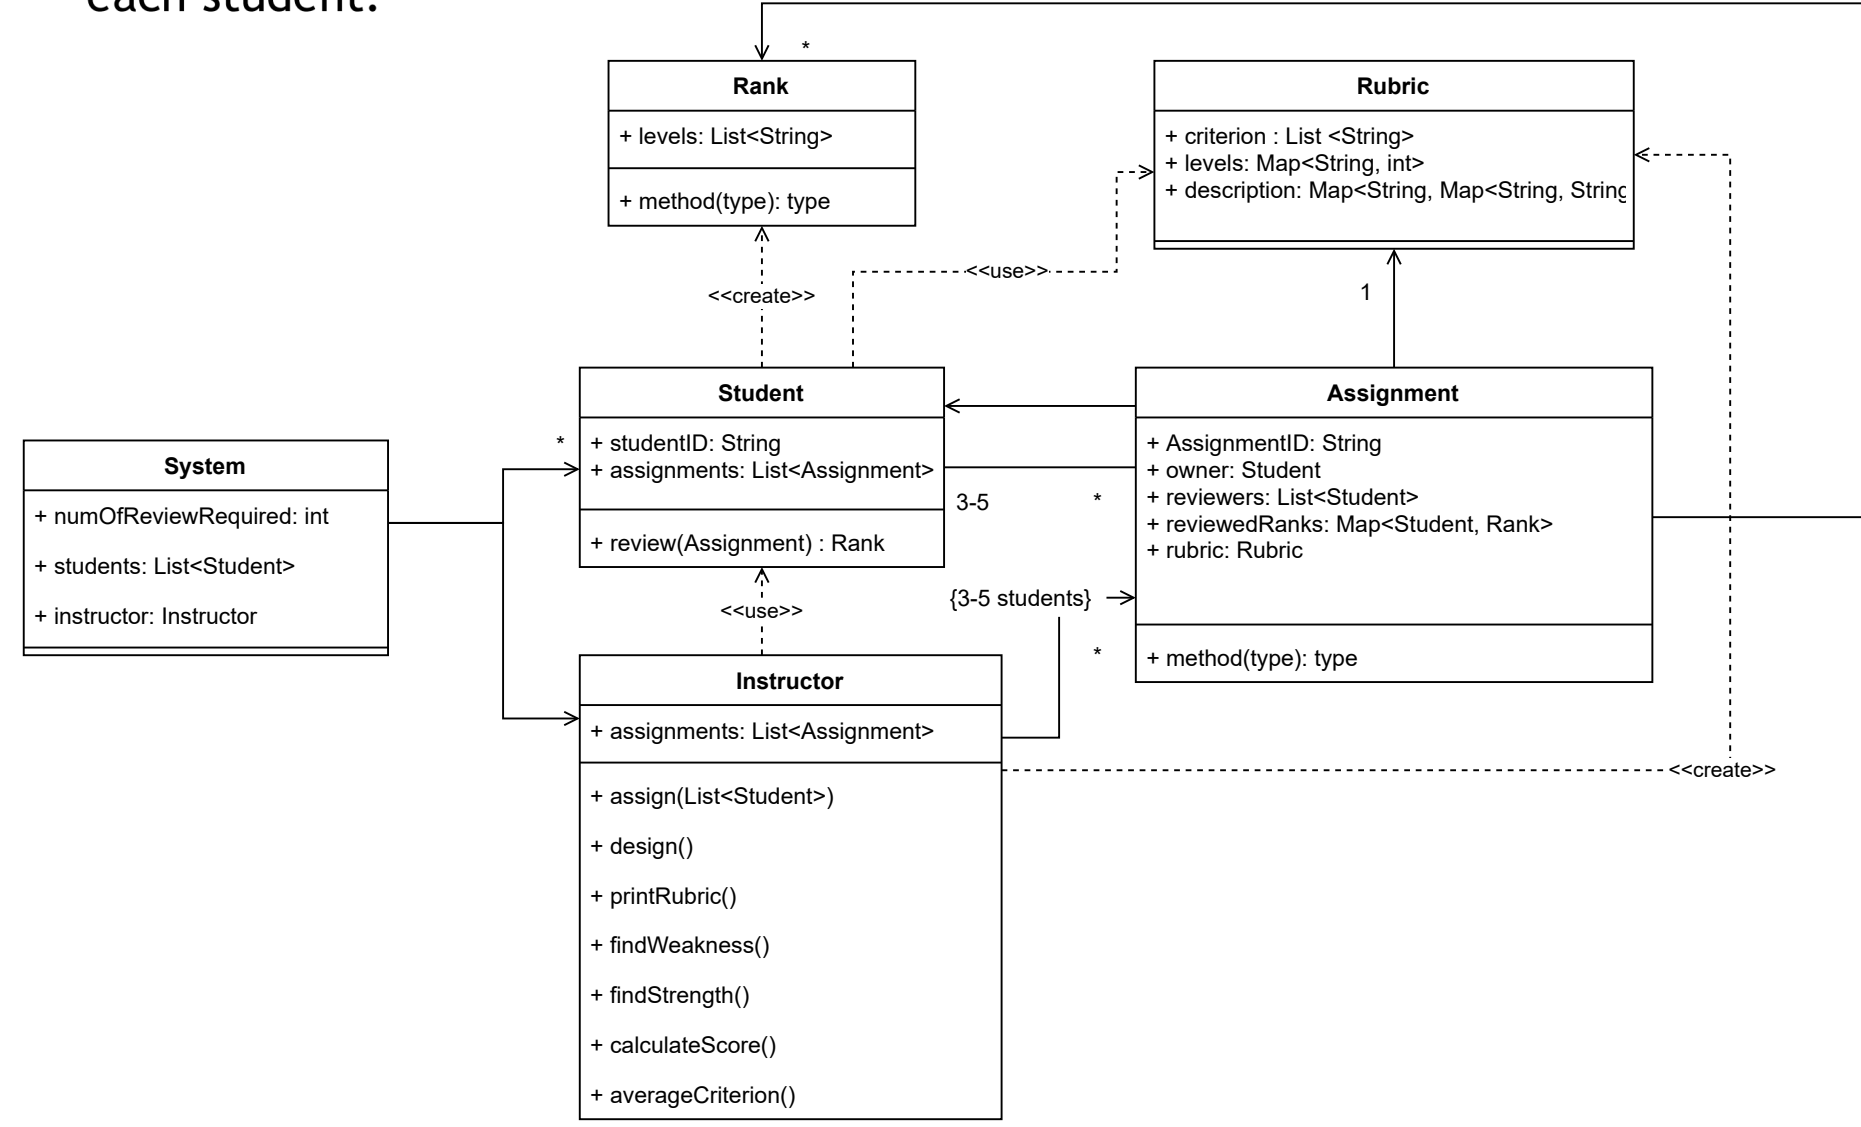 each student.
*
Rank
+ levels: List<String>
+ method(type): type
Rubric
+ criterion : List <String>
+ levels: Map<String, int>
+ description: Map<String, Map<String, String
<<use>>
<<create>>
1
Student
*
+ studentID: String
+ assignments: List<Assignment>
3-5
*
+ review(Assignment) : Rank
Assignment
+ AssignmentID: String
+ owner: Student
+ reviewers: List<Student>
+ reviewedRanks: Map<Student, Rank>
+ rubric: Rubric
+ method(type): type
System
+ numOfReviewRequired: int
+ students: List<Student>
+ instructor: Instructor
<<use>>
{3-5 students}
*
Instructor
+ assignments: List<Assignment>
+ assign(List<Student>)
+ design()
+ printRubric()
+ findWeakness()
+ findStrength()
+ calculateScore()
+ averageCriterion()
<<create>>